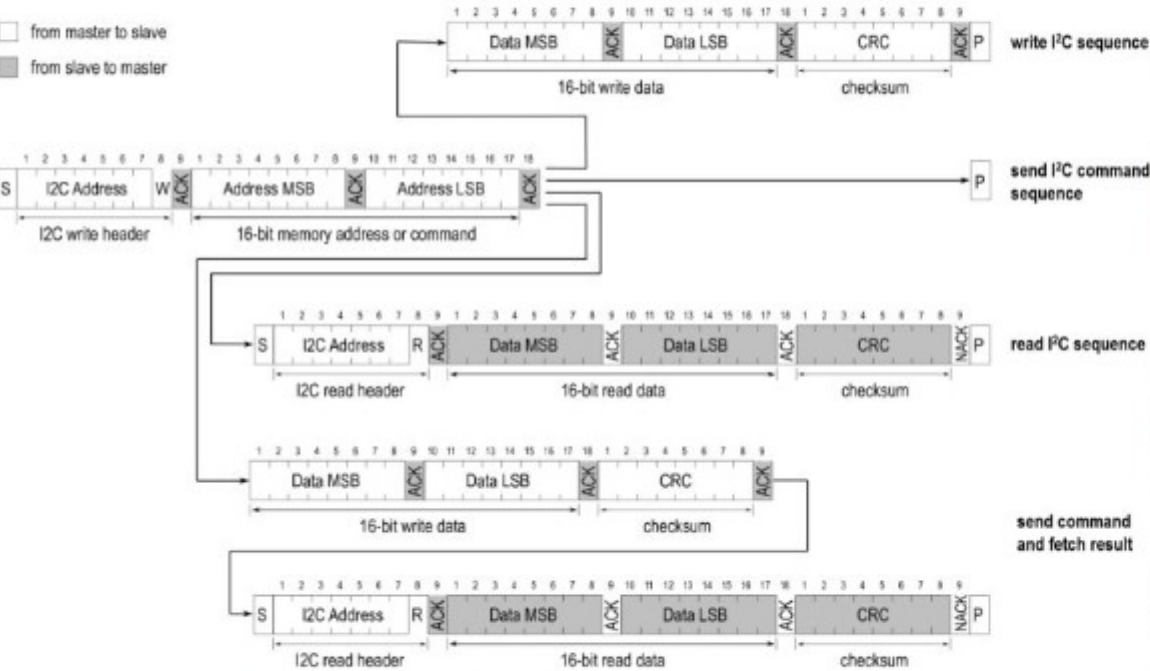 from master to slave
from slave to master
1 2 3 4 5 6 7 8 9 10 11 12 13 14 15 16 17 18 1 2 3 4 5 6 7 8 9
Data MSB ACK Data LSB ACK CRC ACK P write I²C sequence
16-bit write data checksum
1 2 3 4 5 6 7 8 9 1 2 3 4 5 6 7 8 9 10 11 12 13 14 15 16 17 18
S I2C Address W ACK Address MSB ACK Address LSB ACK P send I²C command
sequence
I2C write header 16-bit memory address or command
1 2 3 4 5 6 7 8 9 1 2 3 4 5 6 7 8 9 10 11 12 13 14 15 16 17 18 1 2 3 4 5 6 7 8 9
S I2C Address R ACK Data MSB ACK Data LSB ACK CRC NACK P read I²C sequence
I2C read header 16-bit read data checksum
1 2 3 4 5 6 7 8 9 10 11 12 13 14 15 16 17 18 1 2 3 4 5 6 7 8 9
Data MSB ACK Data LSB ACK CRC ACK
16-bit write data checksum
send command
and fetch result
1 2 3 4 5 6 7 8 9 1 2 3 4 5 6 7 8 9 10 11 12 13 14 15 16 17 18 1 2 3 4 5 6 7 8 9
S I2C Address R ACK Data MSB ACK Data LSB ACK CRC NACK P
I2C read header 16-bit read data checksum